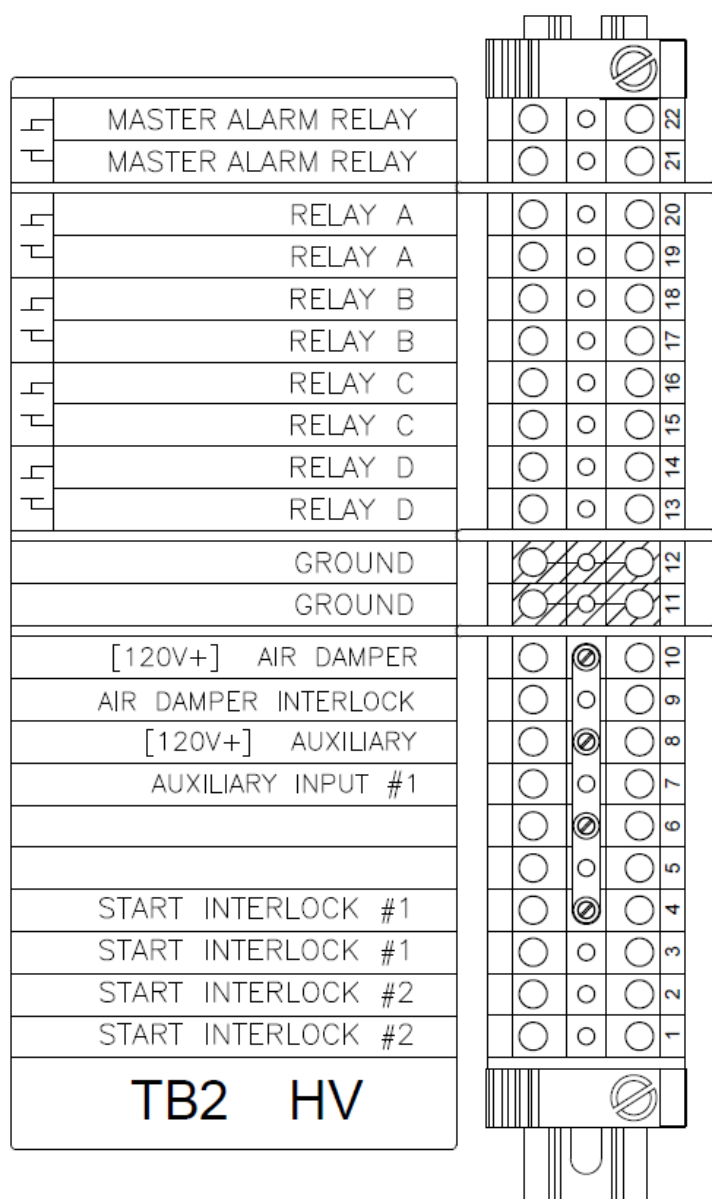 MASTER ALARM RELAY 22
MASTER ALARM RELAY 21
RELAY A 20
RELAY A 19
RELAY B 18
RELAY B 17
RELAY C 16
RELAY C 15
RELAY D 14
RELAY D 13
GROUND 12
GROUND 11
[120V+] AIR DAMPER 10
AIR DAMPER INTERLOCK 9
[120V+] AUXILIARY 8
AUXILIARY INPUT #1 7
6
5
START INTERLOCK #1 4
START INTERLOCK #1 3
START INTERLOCK #2 2
START INTERLOCK #2 1
TB2 HV